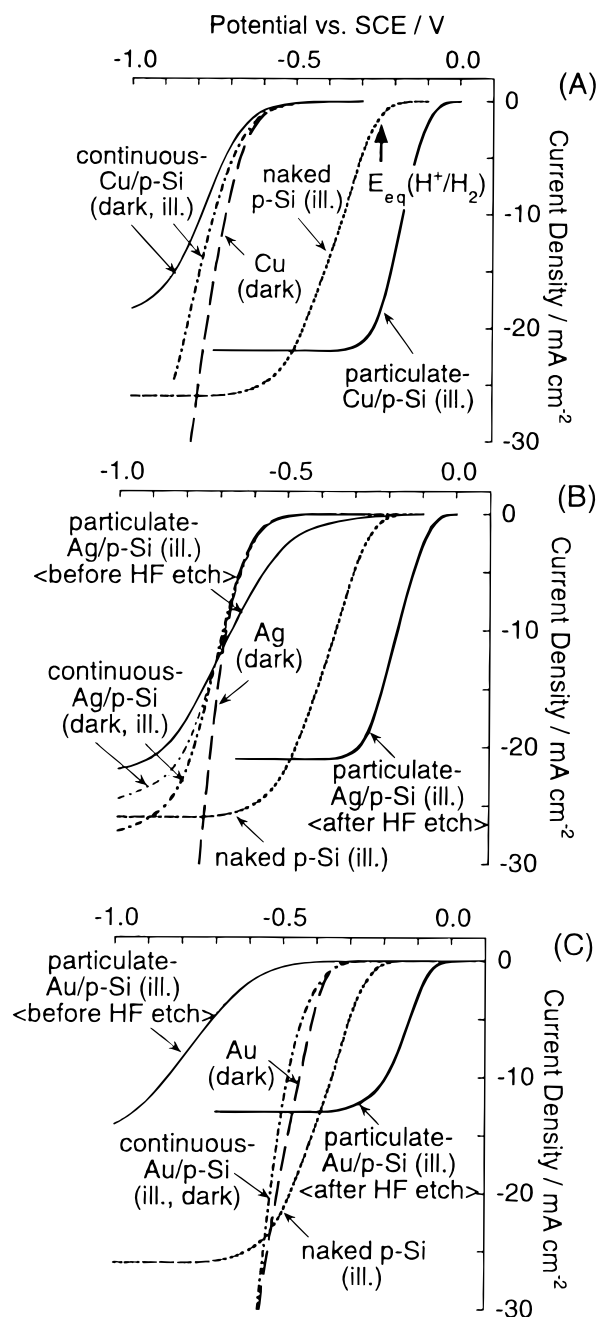 Potential vs. SCE / V
-1.0 -0.5 0.0
(A)
0
-10
-20
-30
Current Density / mA cm-2
continuous-
Cu/p-Si
(dark, ill.)
naked
p-Si (ill.)
Eeq(H+/H2)
Cu
(dark)
particulate-
Cu/p-Si (ill.)
-1.0 -0.5 0.0
(B)
0
-10
-20
-30
Current Density / mA cm-2
particulate-
Ag/p-Si (ill.)
<before HF etch>
Ag
(dark)
continuous-
Ag/p-Si
(dark, ill.)
particulate-
Ag/p-Si (ill.)
<after HF etch>
naked p-Si (ill.)
-1.0 -0.5 0.0
(C)
0
-10
-20
-30
Current Density / mA cm-2
particulate-
Au/p-Si (ill.)
<before HF etch>
Au
(dark)
continuous-
Au/p-Si
(ill., dark)
particulate-
Au/p-Si (ill.)
<after HF etch>
naked p-Si
(ill.)